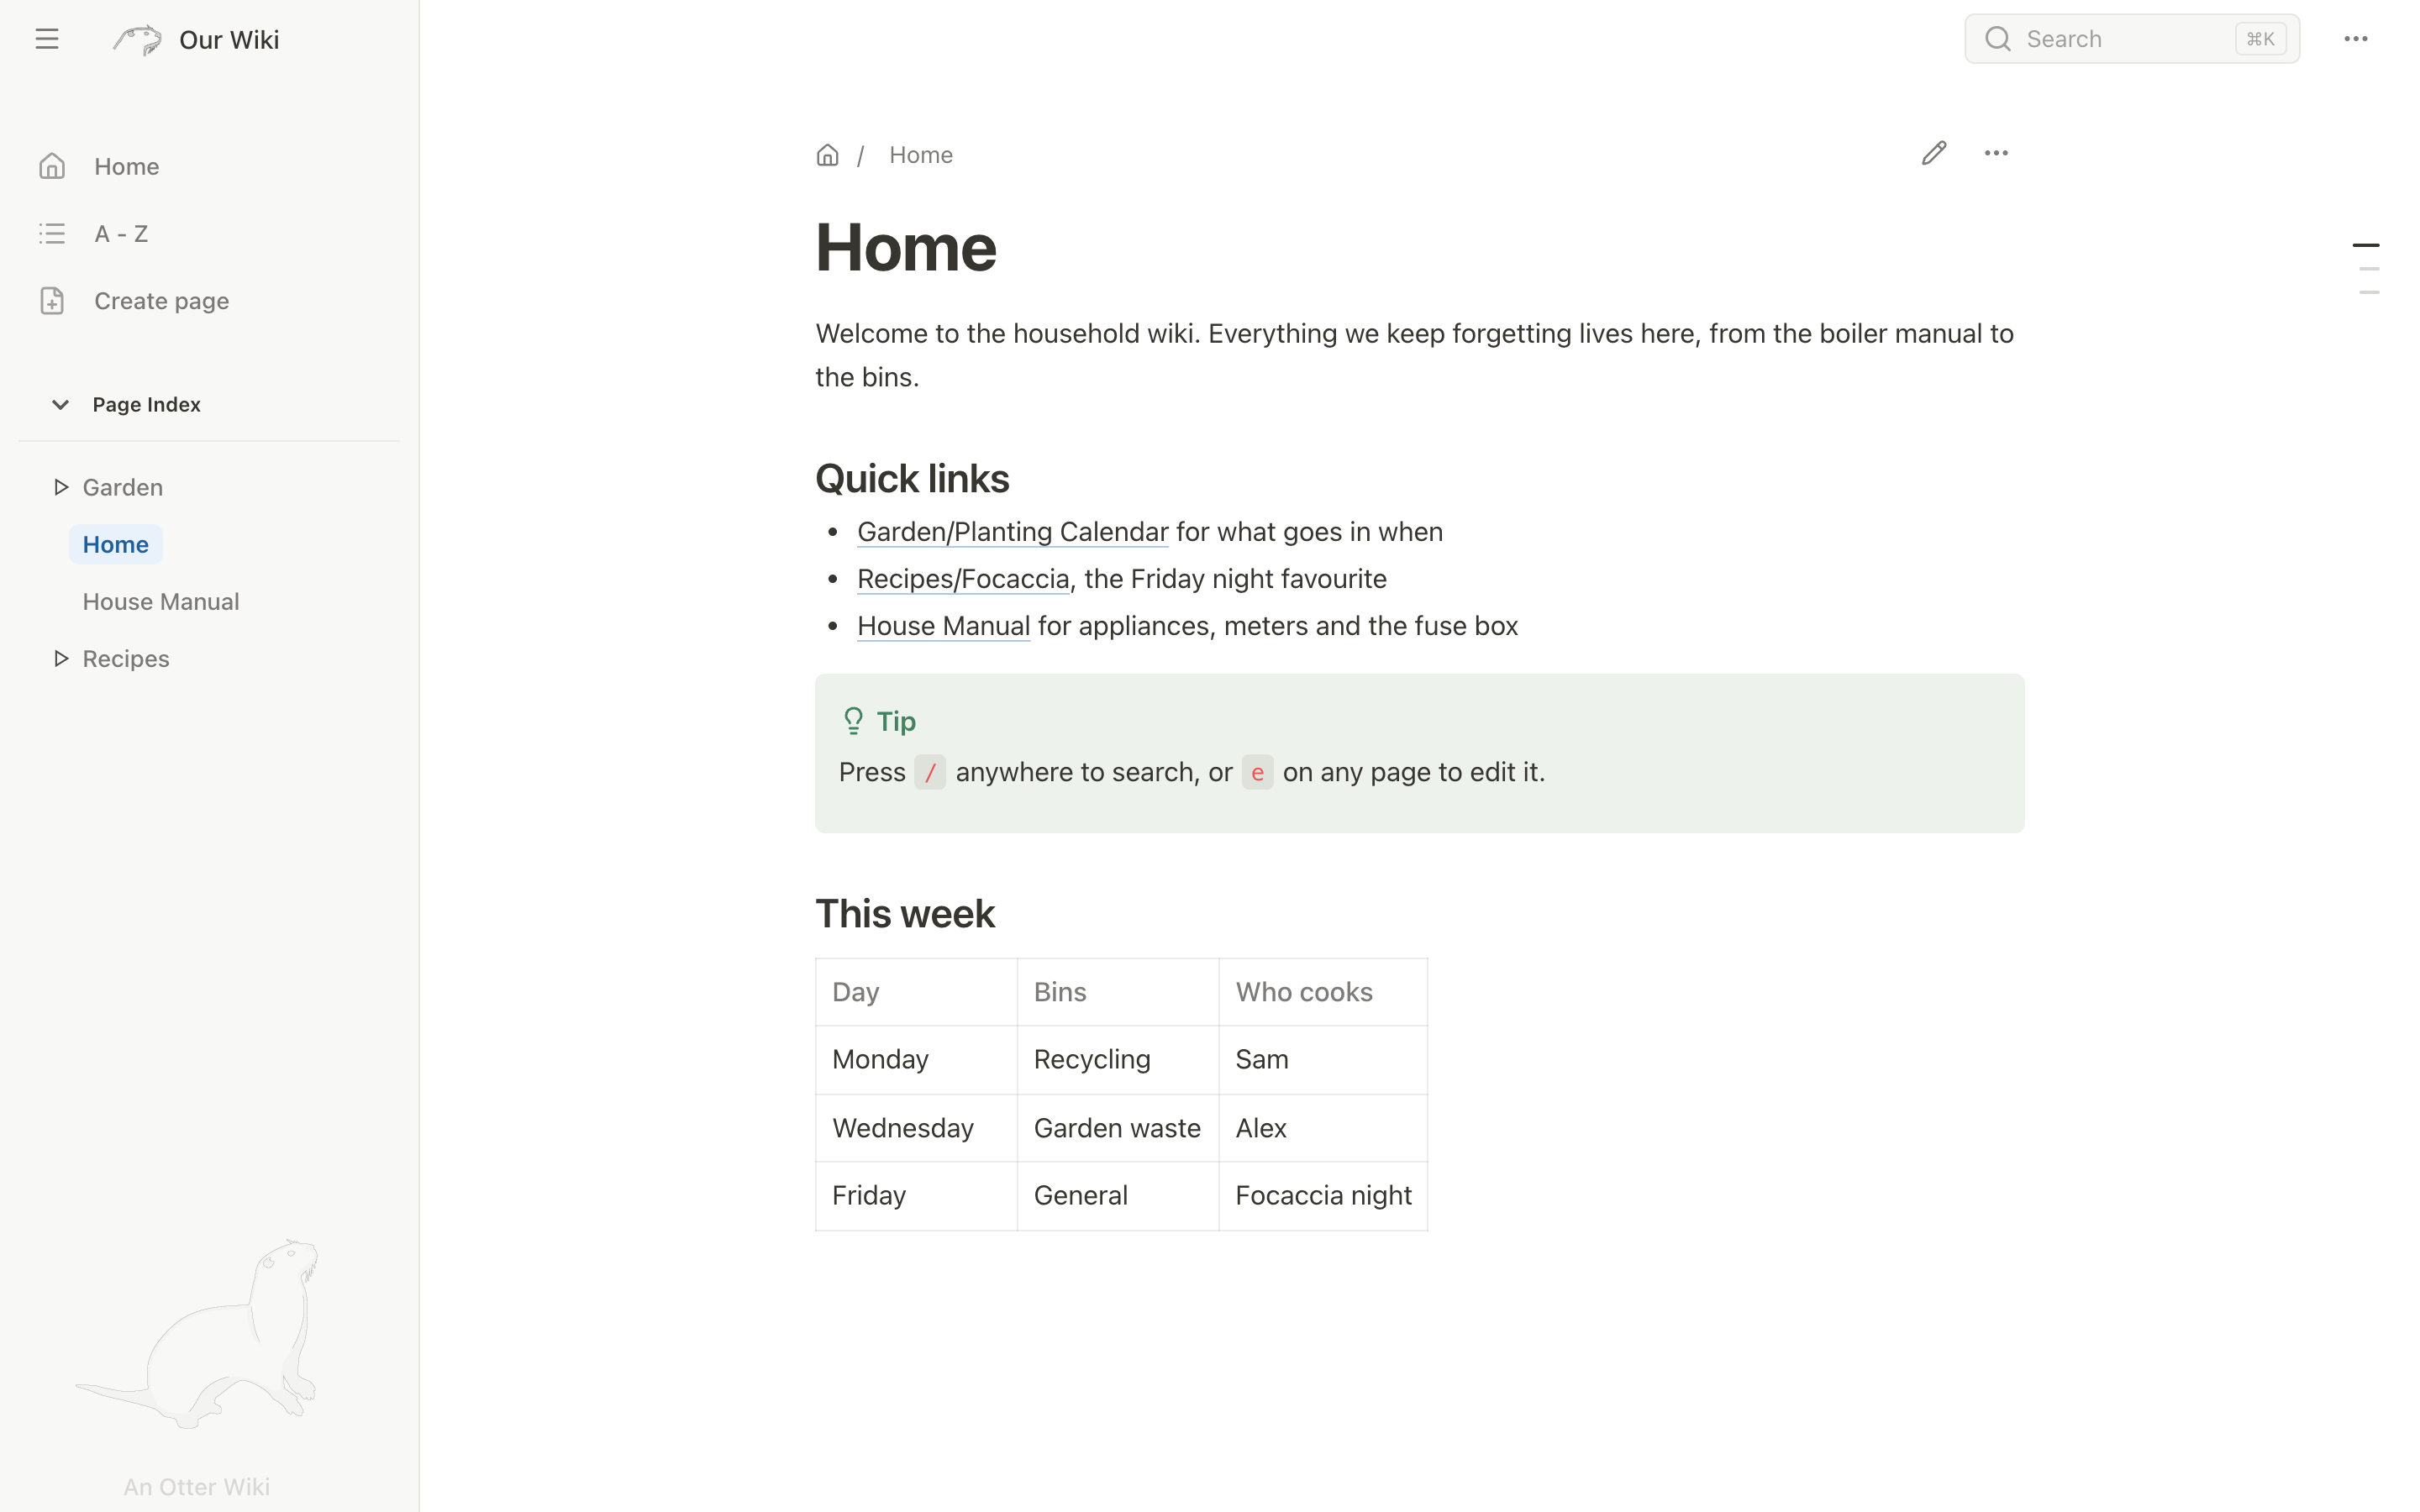 Our Wiki
Search
⌘K
Home
A - Z
Create page
Page Index
Garden
Home
House Manual
Recipes
An Otter Wiki
/ Home
Home
Welcome to the household wiki. Everything we keep forgetting lives here, from the boiler manual to
the bins.
Quick links
• Garden/Planting Calendar for what goes in when
• Recipes/Focaccia, the Friday night favourite
• House Manual for appliances, meters and the fuse box
Tip
Press / anywhere to search, or e on any page to edit it.
This week
Day Bins Who cooks
Monday Recycling Sam
Wednesday Garden waste Alex
Friday General Focaccia night